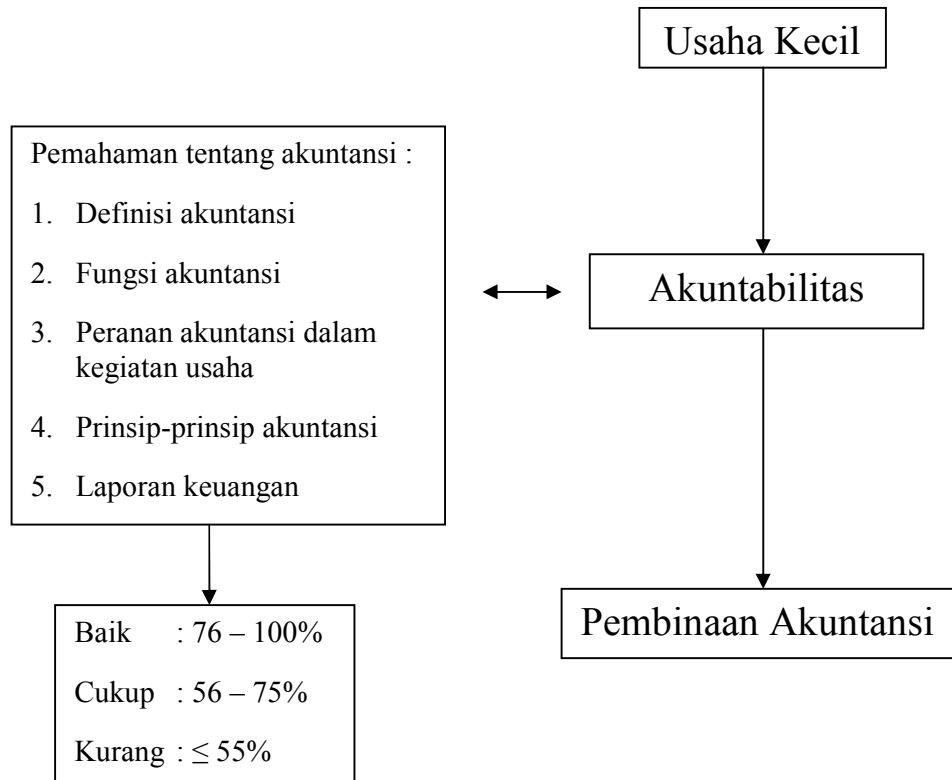 Usaha Kecil
Pemahaman tentang akuntansi :
1. Definisi akuntansi
2. Fungsi akuntansi
3. Peranan akuntansi dalam
kegiatan usaha
4. Prinsip-prinsip akuntansi
5. Laporan keuangan
Akuntabilitas
Baik : 76 – 100%
Cukup : 56 – 75%
Kurang : ≤ 55%
Pembinaan Akuntansi